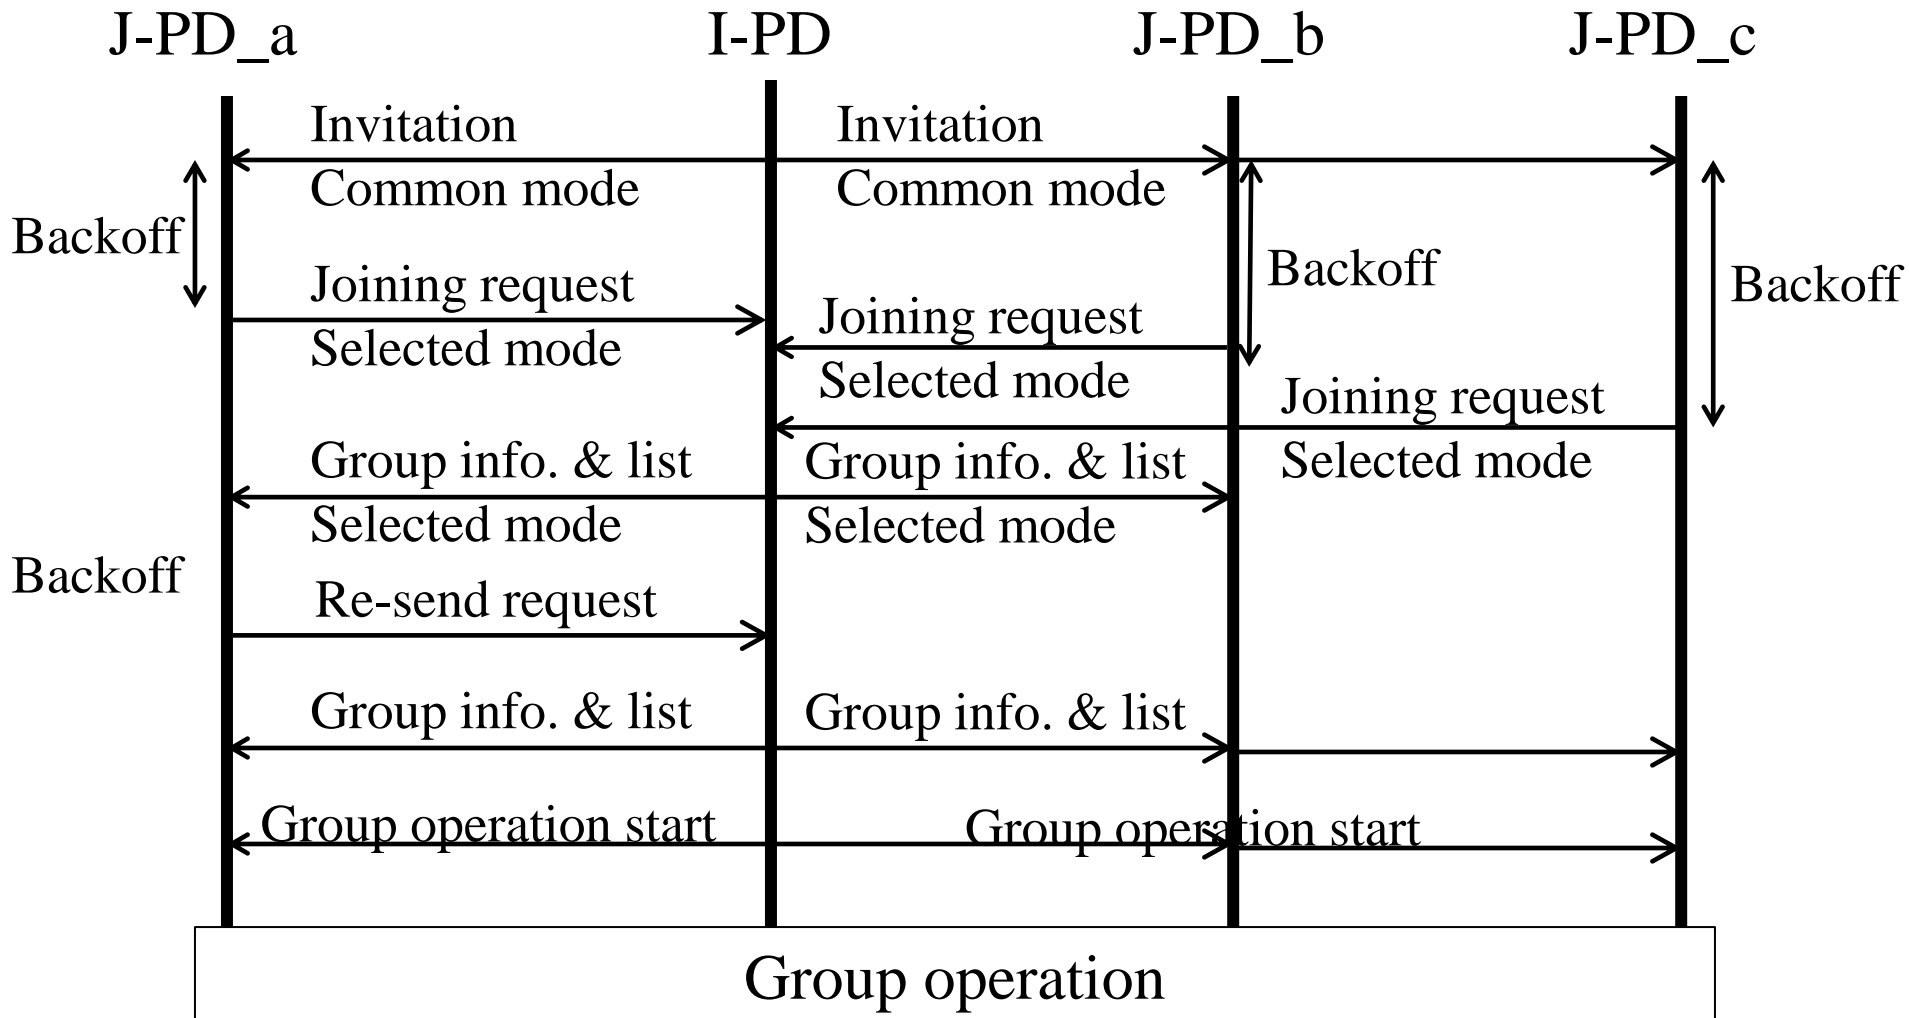 J-PD_a
I-PD
J-PD_b
J-PD_c
Invitation
Invitation
Common mode
Common mode
Backoff
Backoff
Backoff
Joining request
Joining request
Selected mode
Selected mode
Joining request
Group info. & list
Group info. & list
Selected mode
Selected mode
Selected mode
Backoff
Re-send request
Group info. & list
Group info. & list
Group operation start
Group operation start
Group operation